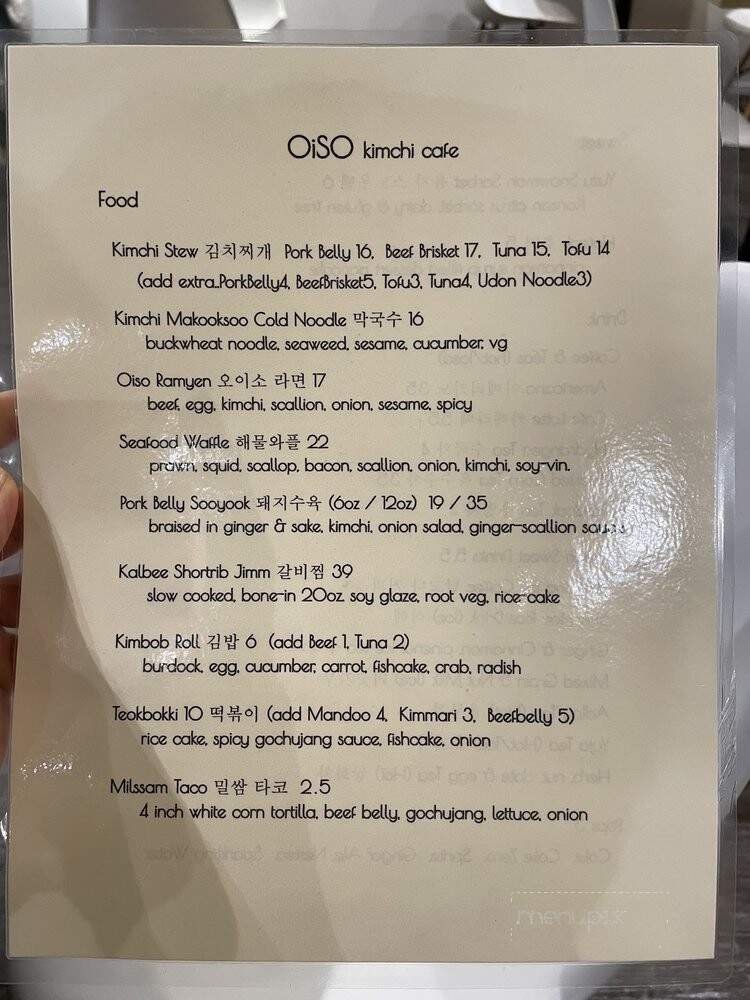 OiSO kimchi cafe
Food
Kimchi Stew 김치찌개 Pork Belly 16, Beef Brisket 17, Tuna 15, Tofu 14
(add extra..PorkBelly4, BeefBrisket5, Tofu3, Tuna4, Udon Noodle3)
Kimchi Makooksoo Cold Noodle 막국수 16
buckwheat noodle, seaweed, sesame, cucumber, vg
Oiso Ramyen 오이소 라면 17
beef, egg, kimchi, scallion, onion, sesame, spicy
Seafood Waffle 해물와플 22
prawn, squid, scallop, bacon, scallion, onion, kimchi, soy-vin.
Pork Belly Sooyook 돼지수육 (6oz / 12oz) 19 / 35
braised in ginger & sake, kimchi, onion salad, ginger-scallion sauce
Kalbee Shortrib Jimm 갈비찜 39
slow cooked, bone-in 20oz. soy glaze, root veg, rice-cake
Kimbob Roll 김밥 6 (add Beef 1, Tuna 2)
burdock, egg, cucumber, carrot, fishcake, crab, radish
Teokbokki 10 떡볶이 (add Mandoo 4, Kimmari 3, Beefbelly 5)
rice cake, spicy gochujang sauce, fishcake, onion
Milssam Taco 밀쌈 타코 2.5
4 inch white corn tortilla, beef belly, gochujang, lettuce, onion